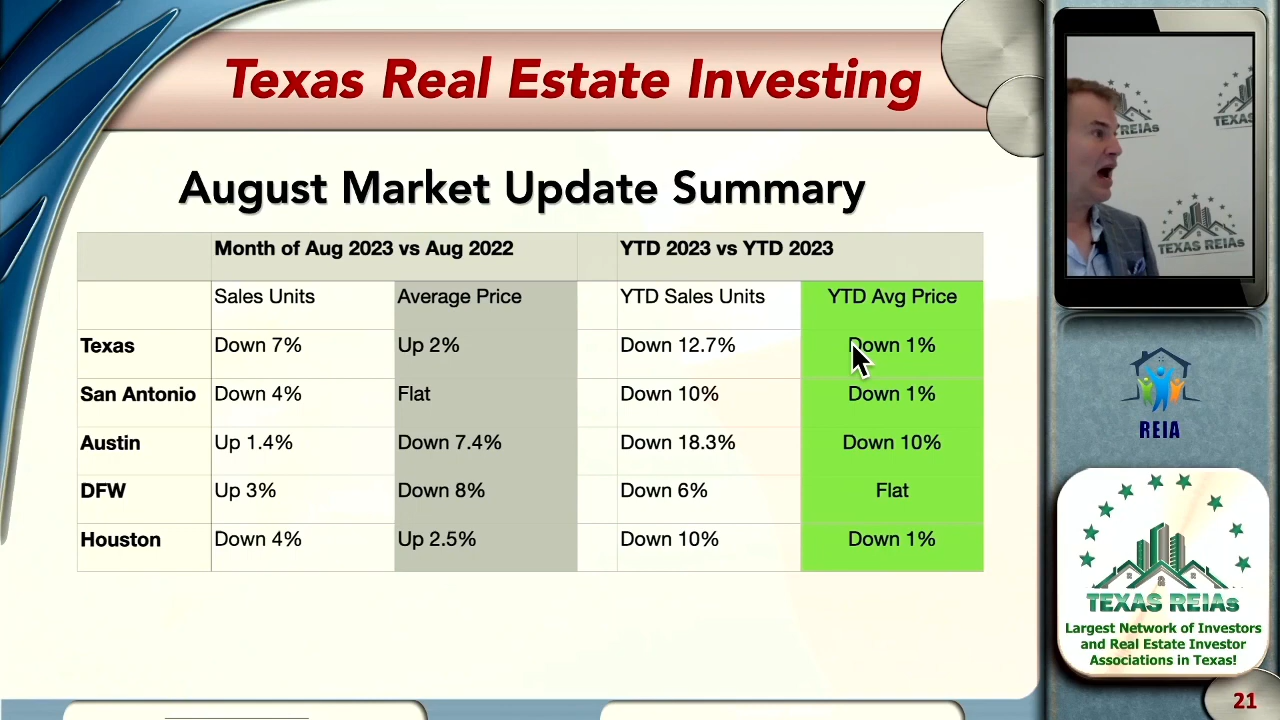 Texas Real Estate Investing
August Market Update Summary
Month of Aug 2023 vs Aug 2022 YTD 2023 vs YTD 2023
Sales Units Average Price YTD Sales Units YTD Avg Price
Texas Down 7% Up 2% Down 12.7% Down 1%
San Antonio Down 4% Flat Down 10% Down 1%
Austin Up 1.4% Down 7.4% Down 18.3% Down 10%
DFW Up 3% Down 8% Down 6% Flat
Houston Down 4% Up 2.5% Down 10% Down 1%
REIAs
TEXAS
TEXAS REIAs
REIA
TEXAS REIAs
Largest Network of Investors
and Real Estate Investor
Associations in Texas!
21